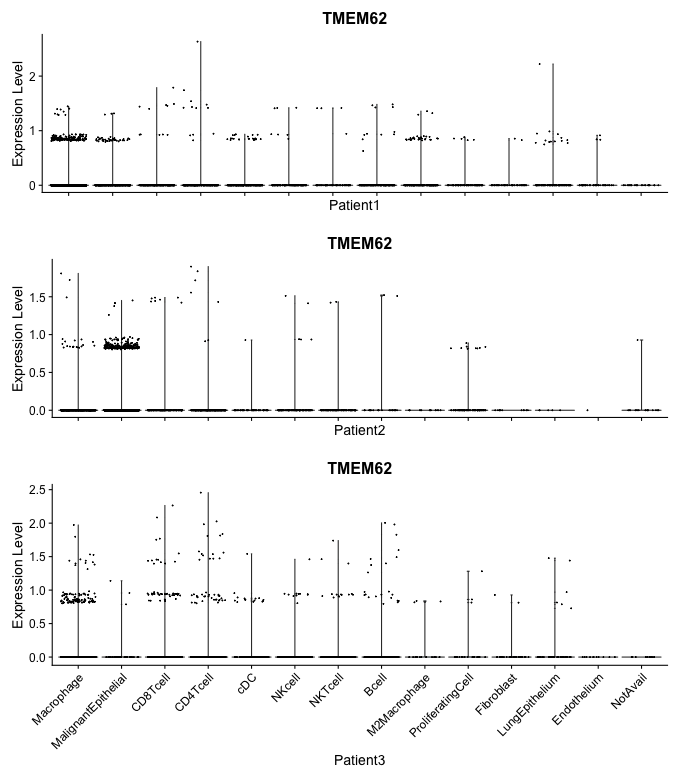 TMEM62
Expression Level
2
1
0
Patient1
TMEM62
Expression Level
1.5
1.0
0.5
0.0
Patient2
TMEM62
Expression Level
2.5
2.0
1.5
1.0
0.5
0.0
Macrophage
MalignantEpithelial
CD8Tcell
CD4Tcell
cDC
NKcell
NKTcell
Bcell
M2Macrophage
ProliferatingCell
Fibroblast
LungEpithelium
Endothelium
NotAvail
Patient3